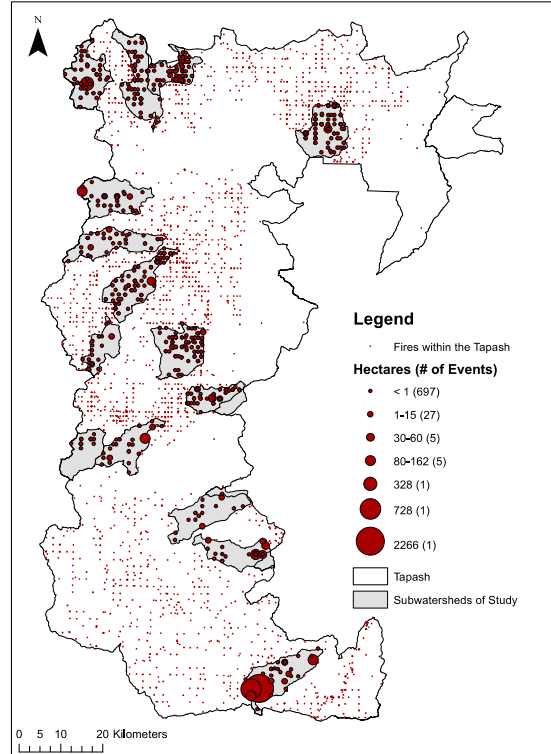 N
Legend
Fires within the Tapash
Hectares (# of Events)
< 1 (697)
1-15 (27)
30-60 (5)
80-162 (5)
328 (1)
728 (1)
2266 (1)
Tapash
Subwatersheds of Study
0 5 10 20 Kilometers